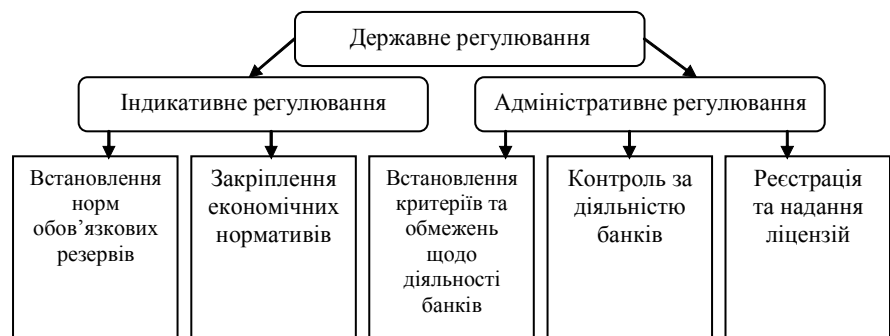 Державне регулювання
Індикативне регулювання
Адміністративне регулювання
Встановлення
норм
обов’язкових
резервів
Закріплення
економічних
нормативів
Встановлення
критеріїв та
обмежень
щодо
діяльності
банків
Контроль за
діяльністю
банків
Реєстрація
та надання
ліцензій